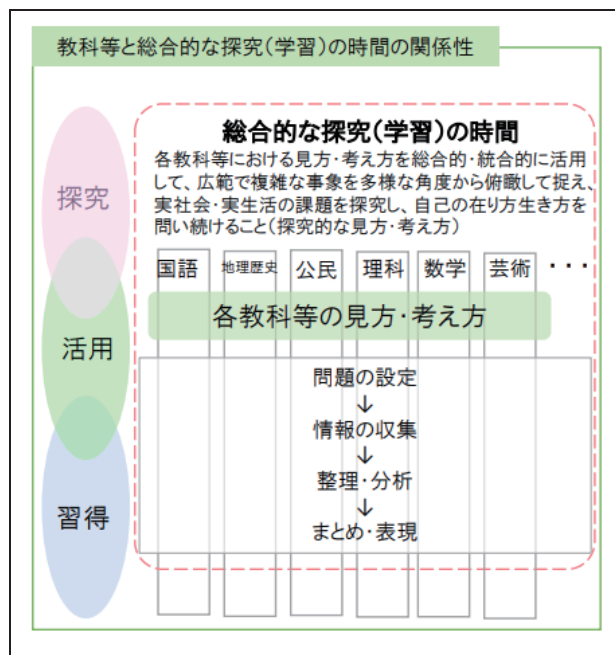 教科等と総合的な探究(学習)の時間の関係性
総合的な探究(学習)の時間
各教科等における見方・考え方を総合的・統合的に活用
して、広範で複雑な事象を多様な角度から俯瞰して捉え、
実社会・実生活の課題を探究し、自己の在り方生き方を
問い続けること(探究的な見方・考え方)
探究
国語 地理歴史 公民 理科 数学 芸術 ・・・
各教科等の見方・考え方
活用
問題の設定
↓
情報の収集
↓
整理・分析
↓
まとめ・表現
習得